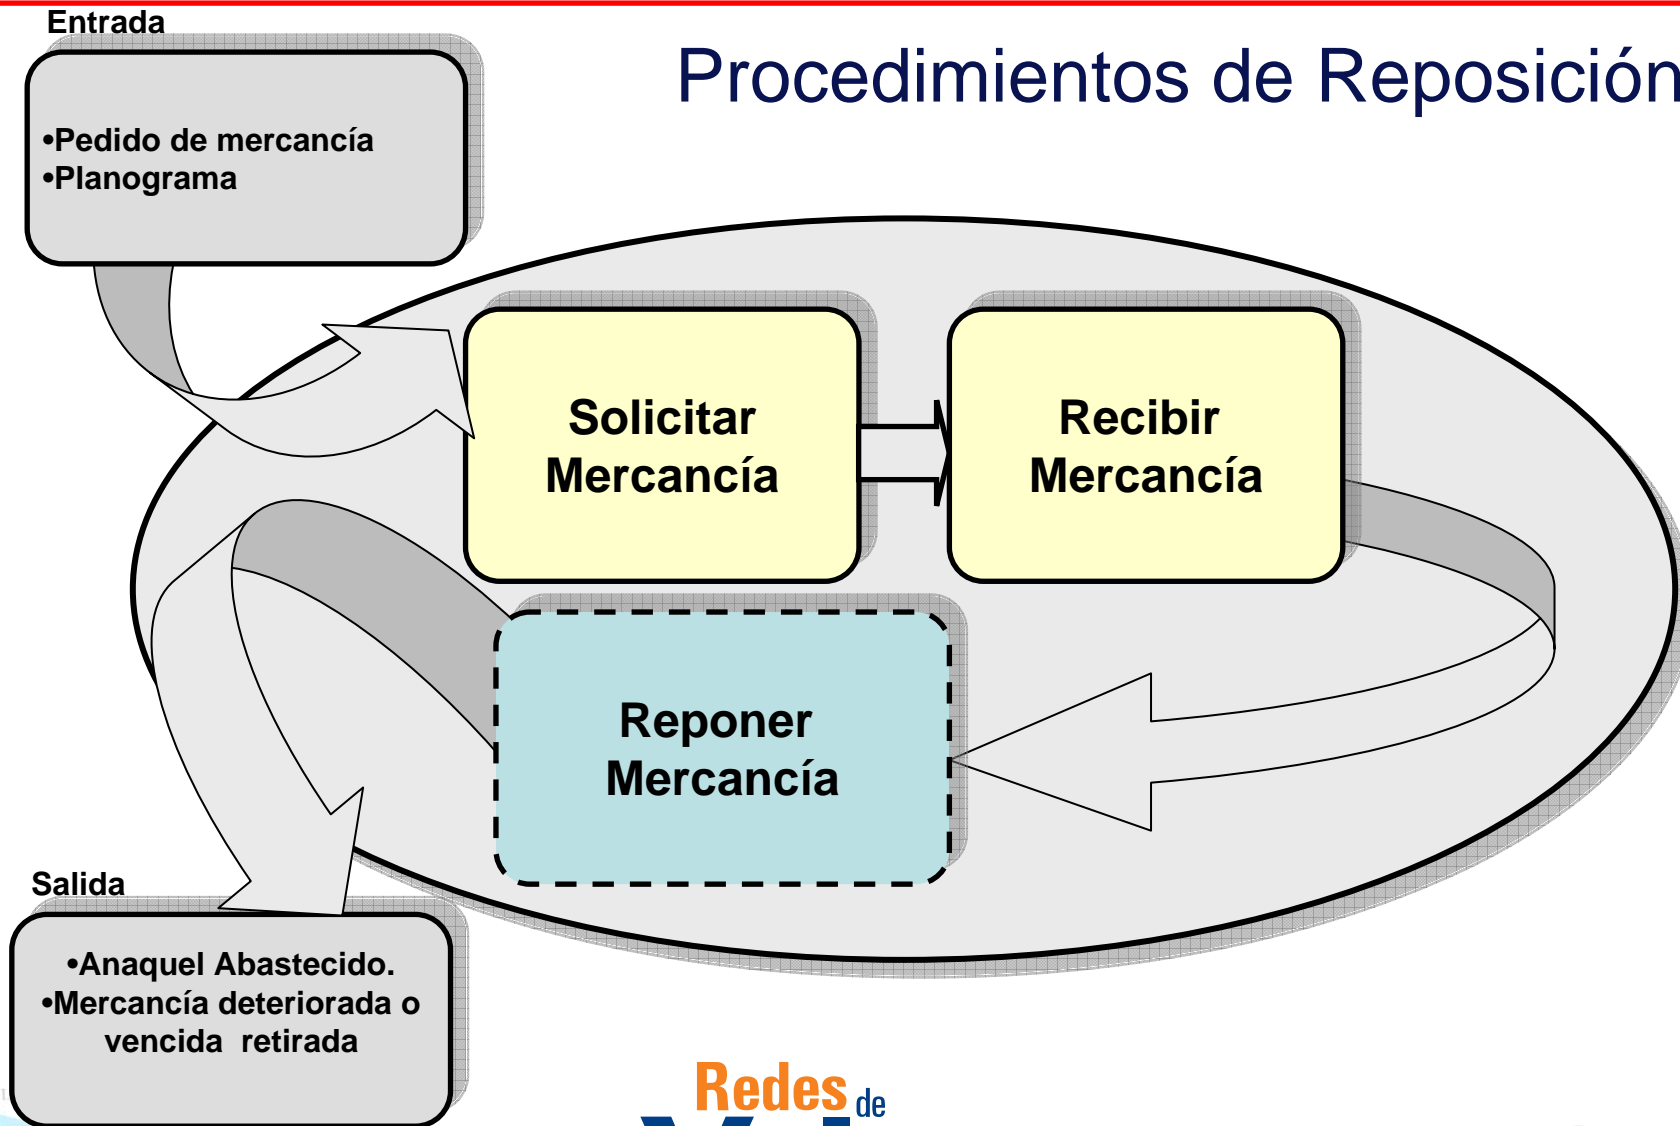 Entrada
Procedimientos de Reposición
•Pedido de mercancía
•Planograma
Solicitar
Mercancía
Recibir
Mercancía
Reponer
Mercancía
Salida
•Anaquel Abastecido.
•Mercancía deteriorada o
vencida retirada
Redes de